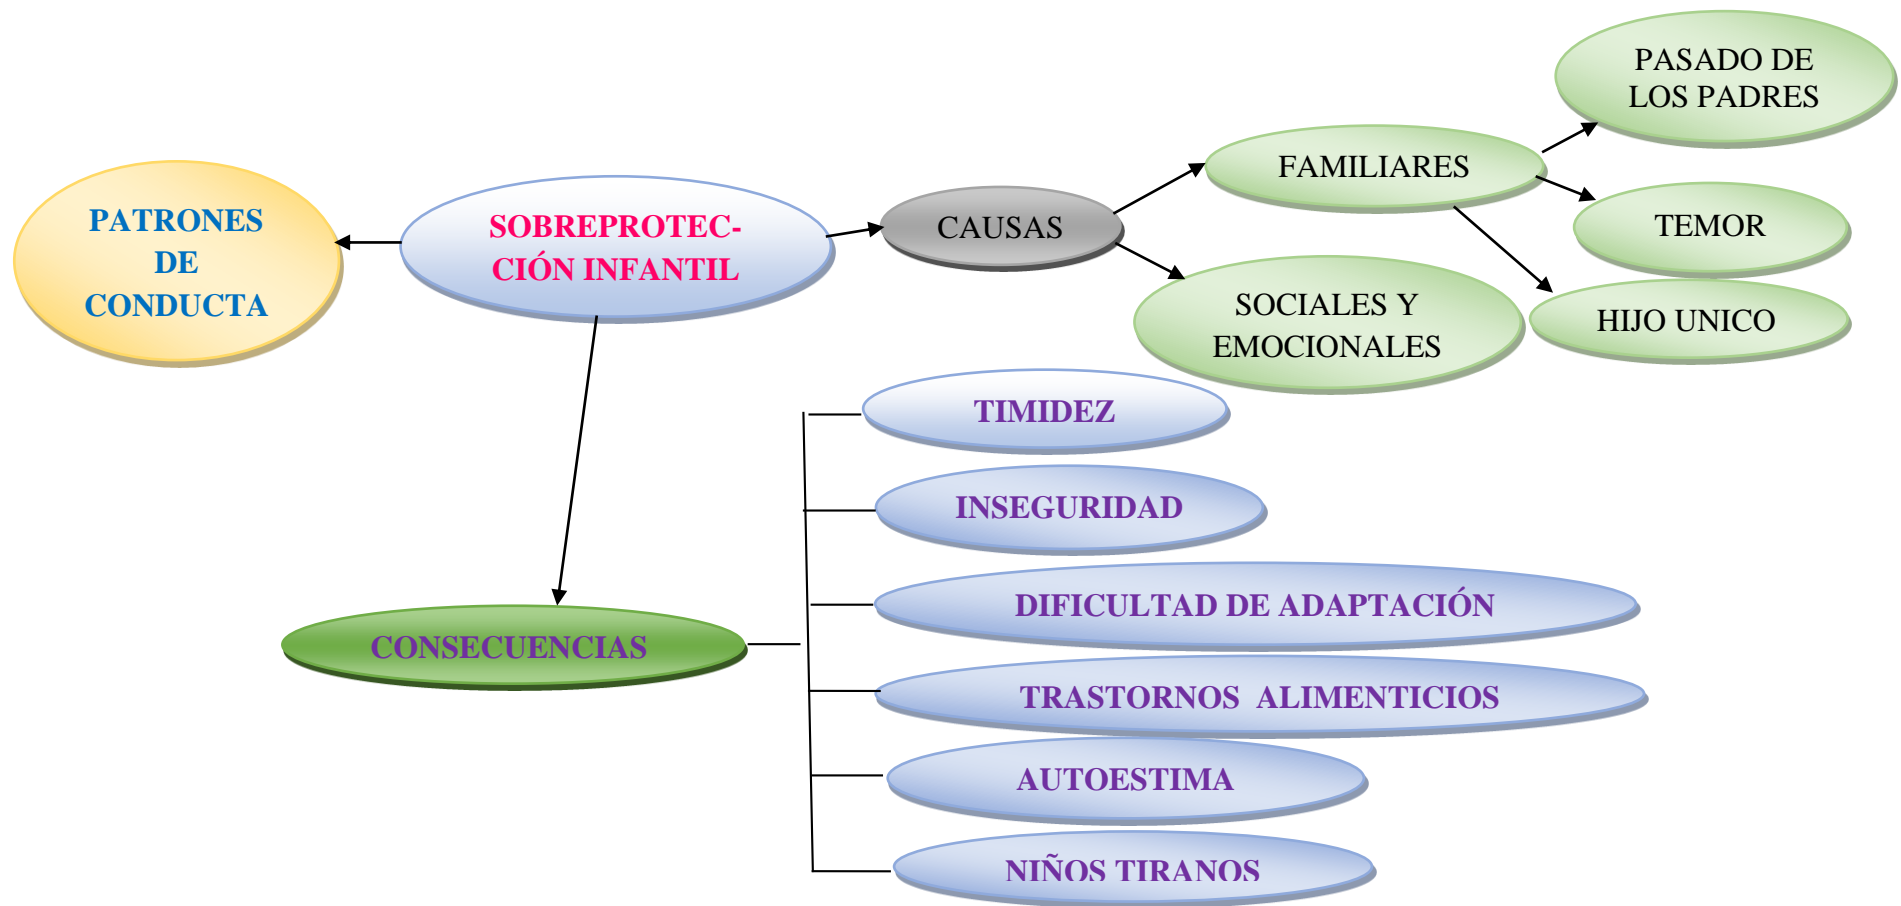 PATRONES
DE
CONDUCTA
SOBREPROTEC-
CIÓN INFANTIL
CAUSAS
FAMILIARES
PASADO DE
LOS PADRES
TEMOR
HIJO UNICO
SOCIALES Y
EMOCIONALES
CONSECUENCIAS
TIMIDEZ
INSEGURIDAD
DIFICULTAD DE ADAPTACIÓN
TRASTORNOS ALIMENTICIOS
AUTOESTIMA
NIÑOS TIRANOS